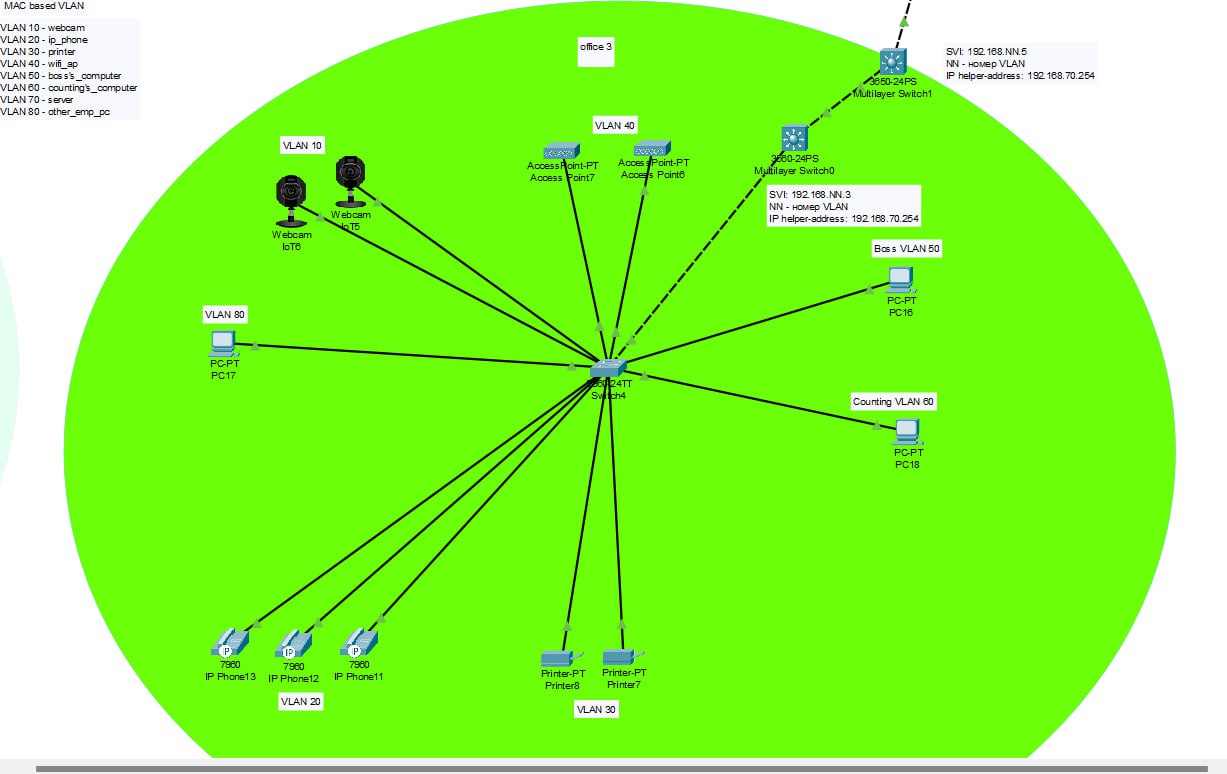 MAC based VLAN
VLAN 10 - webcam
VLAN 20 - ip_phone
VLAN 30 - printer
VLAN 40 - wifi_ap
VLAN 50 - boss's_computer
VLAN 60 - counting's_computer
VLAN 70 - server
VLAN 80 - other_emp_pc
office 3
SVI: 192.168.NN.5
NN - номер VLAN
IP helper-address: 192.168.70.254
3650-24PS
Multilayer Switch1
VLAN 40
VLAN 10
AccessPoint-PT
Access Point7
AccessPoint-PT
Access Point6
3560-24PS
Multilayer Switch0
SVI: 192.168.NN.3
NN - номер VLAN
IP helper-address: 192.168.70.254
Webcam
IoT5
Webcam
IoT6
Boss VLAN 50
PC-PT
PC16
VLAN 80
PC-PT
PC17
2960-24TT
Switch4
Counting VLAN 60
PC-PT
PC18
IP
7960
IP Phone13
IP
7960
IP Phone12
IP
7960
IP Phone11
VLAN 20
Printer-PT
Printer8
Printer-PT
Printer7
VLAN 30